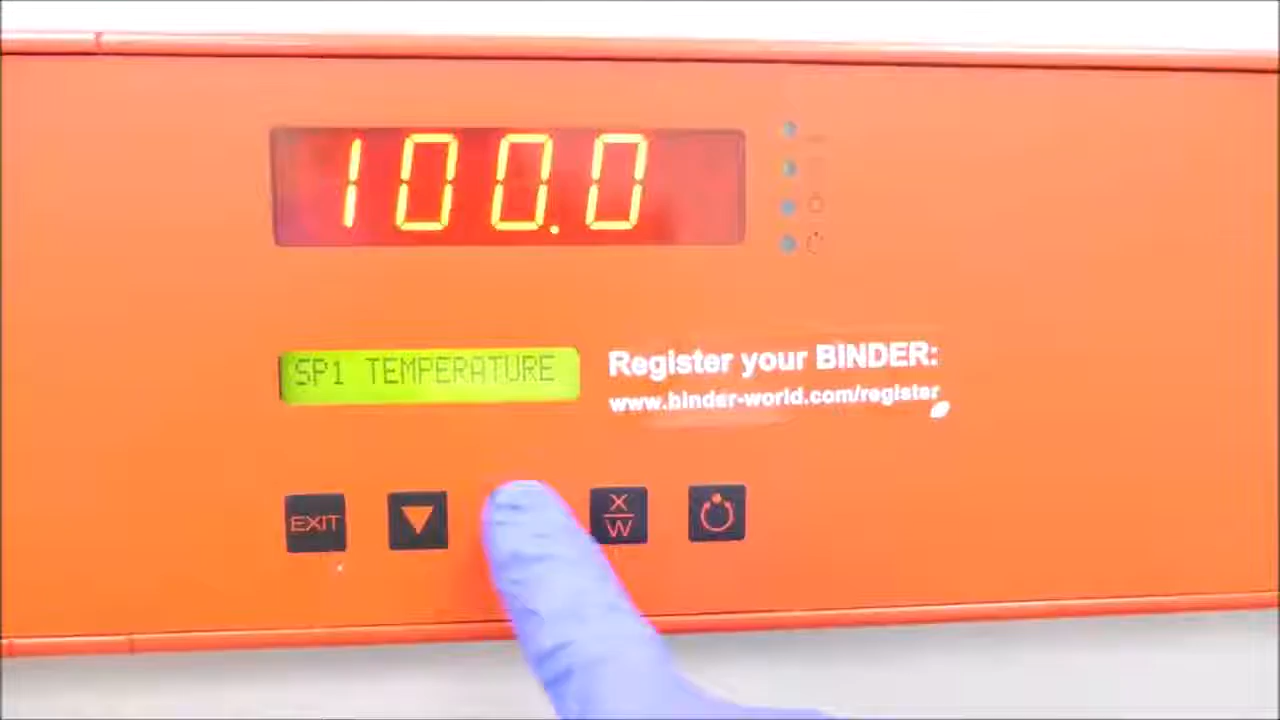 100.0
SP1 TEMPERATURE
Register your BINDER:
www.binder-world.com/register
EXIT
X
W